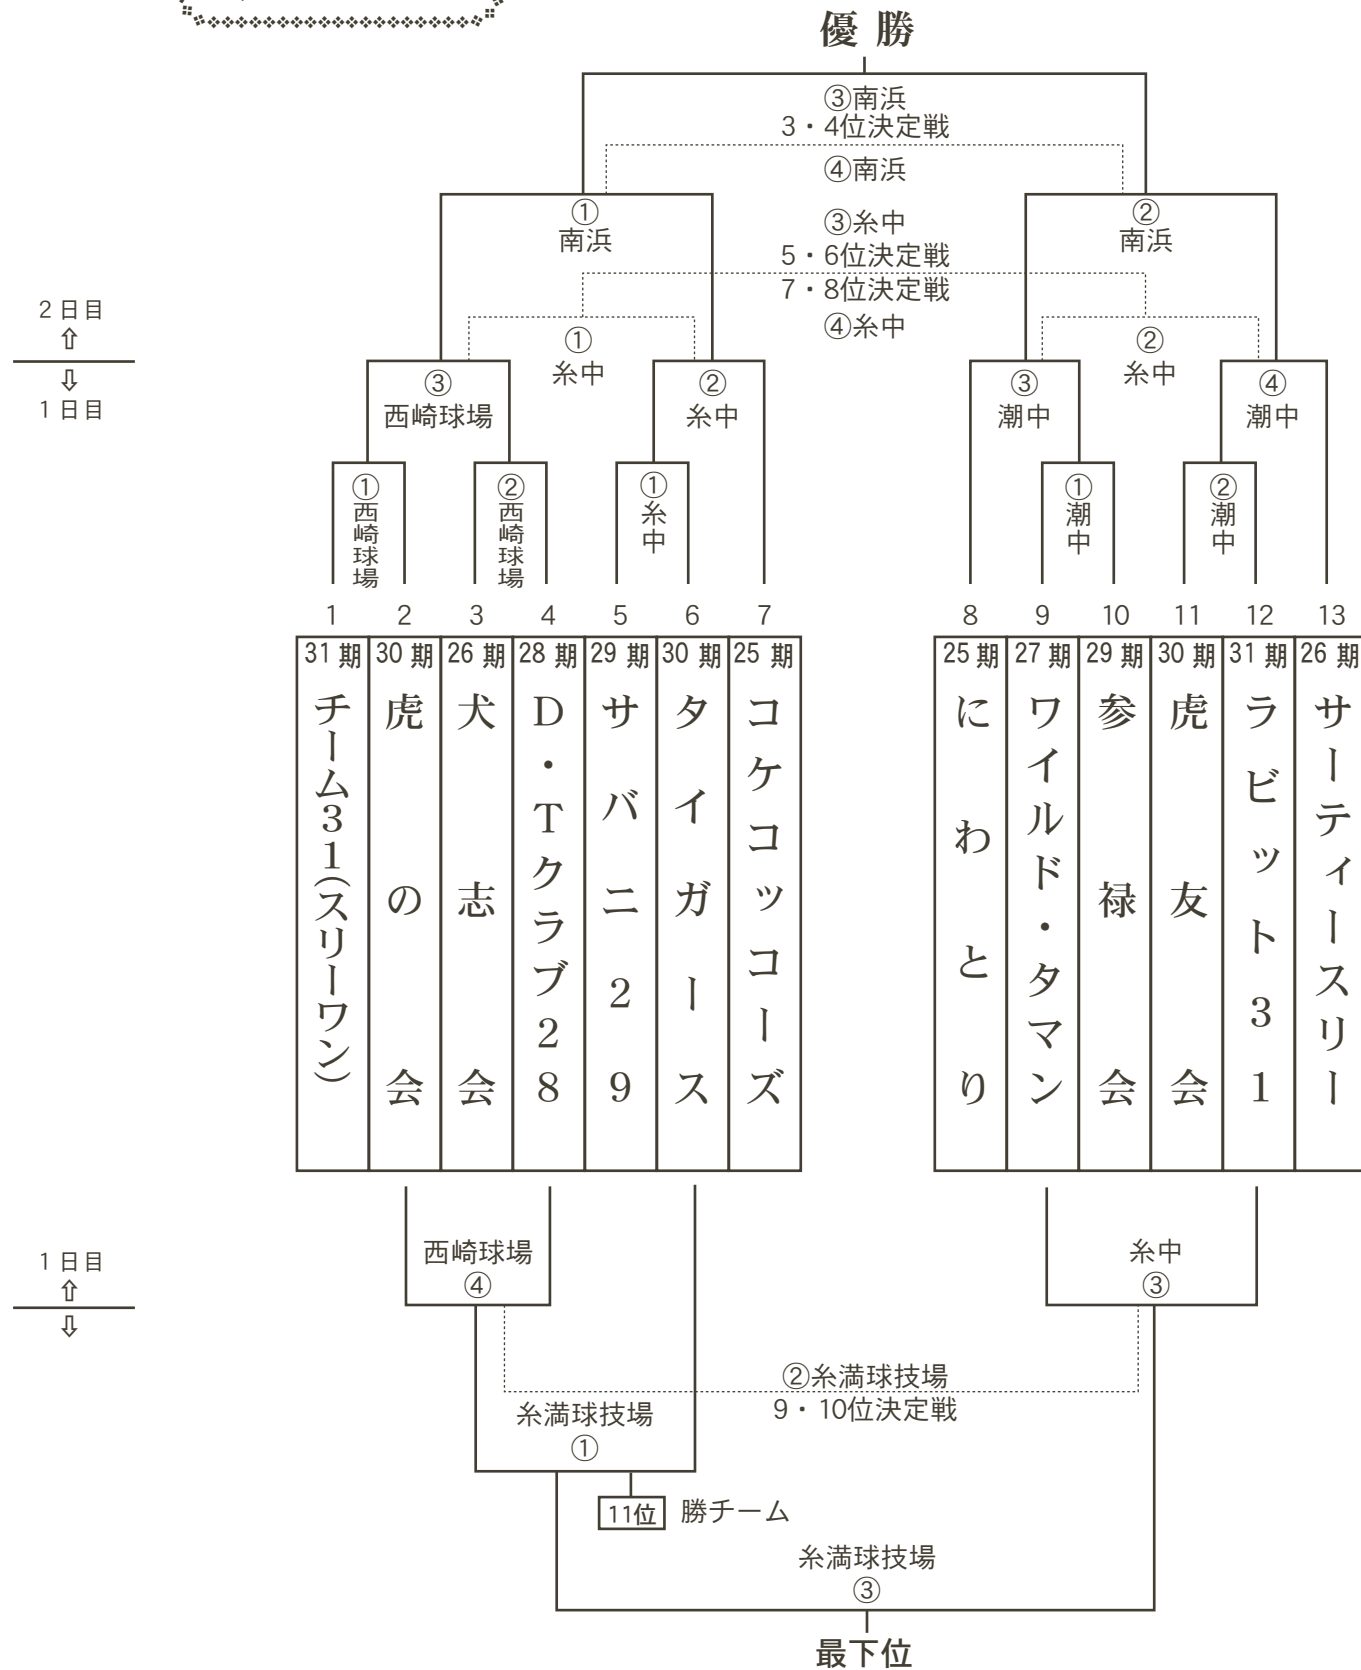 優 勝
③南浜
3・4位決定戦
④南浜
①
南浜
②
南浜
③糸中
5・6位決定戦
7・8位決定戦
④糸中
2日目
⇧
⇩
1日目
①
糸中
②
糸中
③
西崎球場
②
糸中
③
潮中
④
潮中
①西崎球場
②西崎球場
①糸中
①潮中
②潮中
1 2 3 4 5 6 7 8 9 10 11 12 13
31期 30期 26期 28期 29期 30期 25期 25期 27期 29期 30期 31期 26期
チーム31(スリーワン)
虎の会
犬志会
D・Tクラブ28
サバニ29
タイガース
コケコッコーズ
にわとり
ワイルド・タマン
参禄会
虎友会
ラビット31
サーティースリー
1日目
⇧
⇩
西崎球場
④
糸中
③
②糸満球技場
9・10位決定戦
糸満球技場
①
11位 勝チーム
糸満球技場
③
最下位